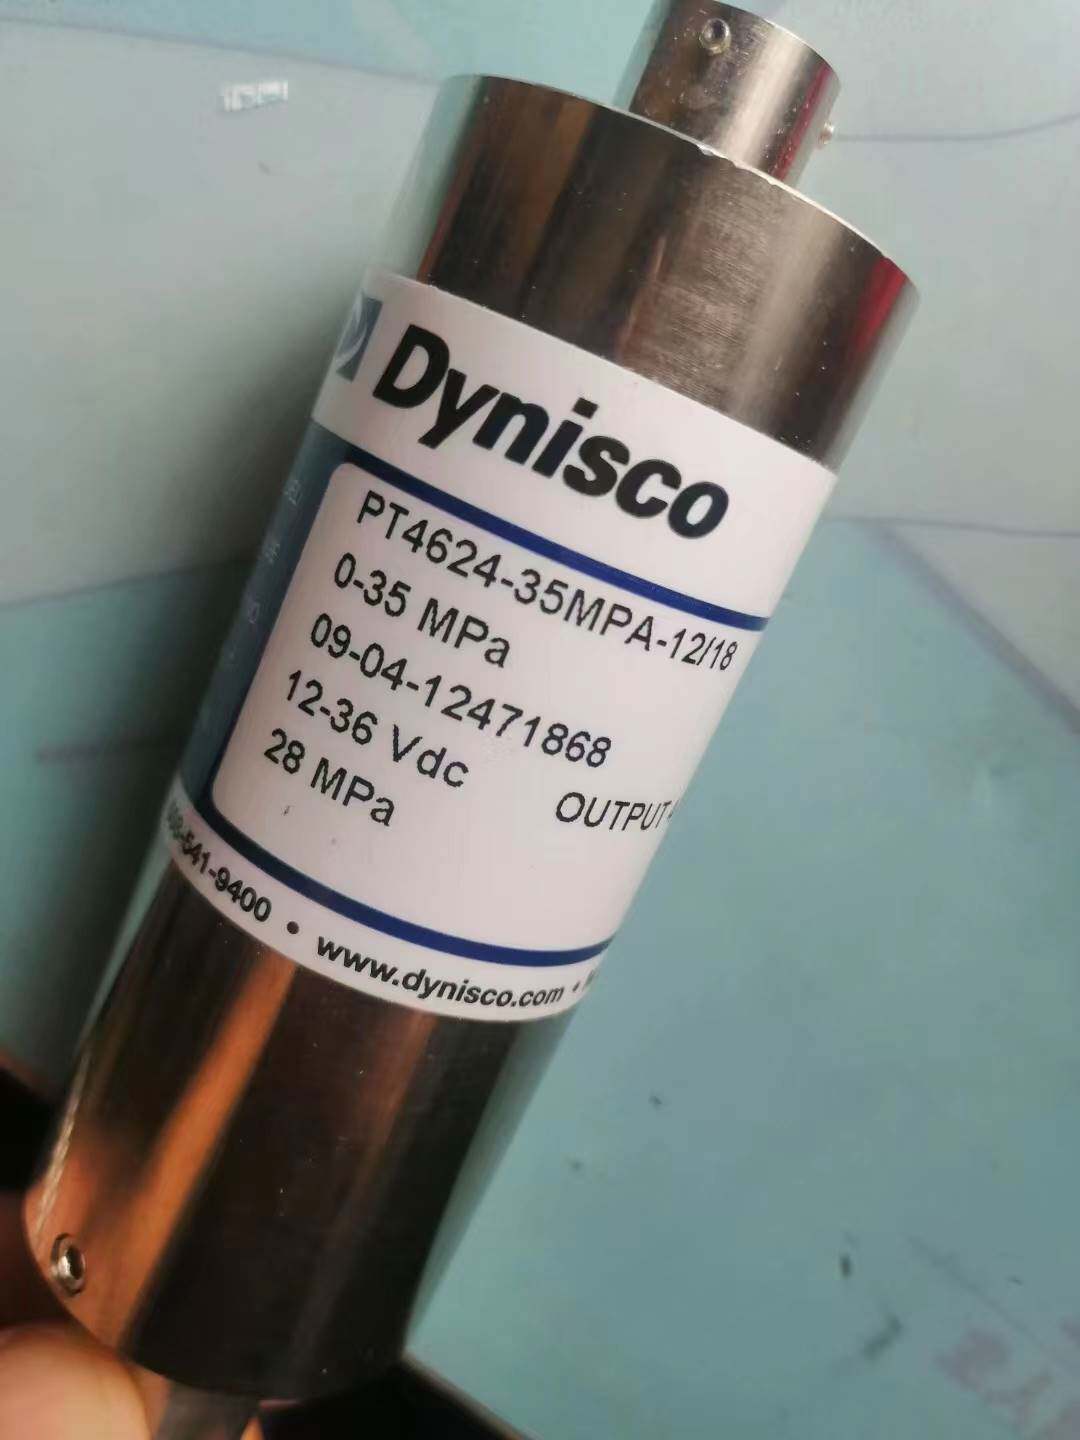 Dynisco
PT4624-35MPA-12/18
0-35 MPa
09-04-12471868
12-36 Vdc
OUTPUT
28 MPa
541-9400 • www.dynisco.com •